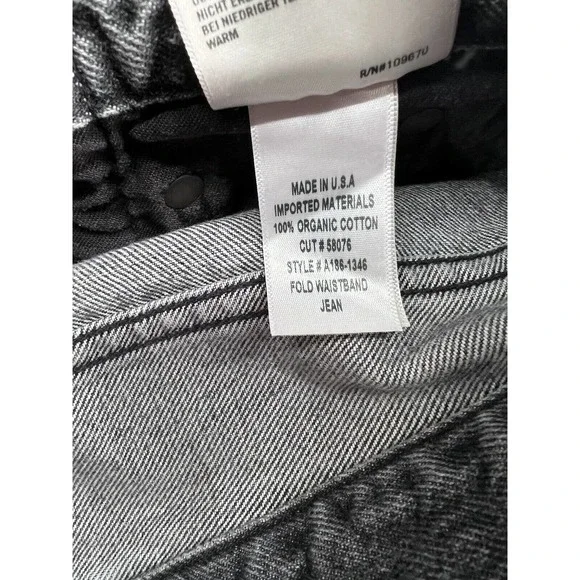 NICHT
BEI NIEDRIGER
WARM
R/N#109670
MADE IN U.S.A
IMPORTED MATERIALS
100% ORGANIC COTTON
CUT # 58076
STYLE # A186-1346
FOLD WAISTBAND
JEAN